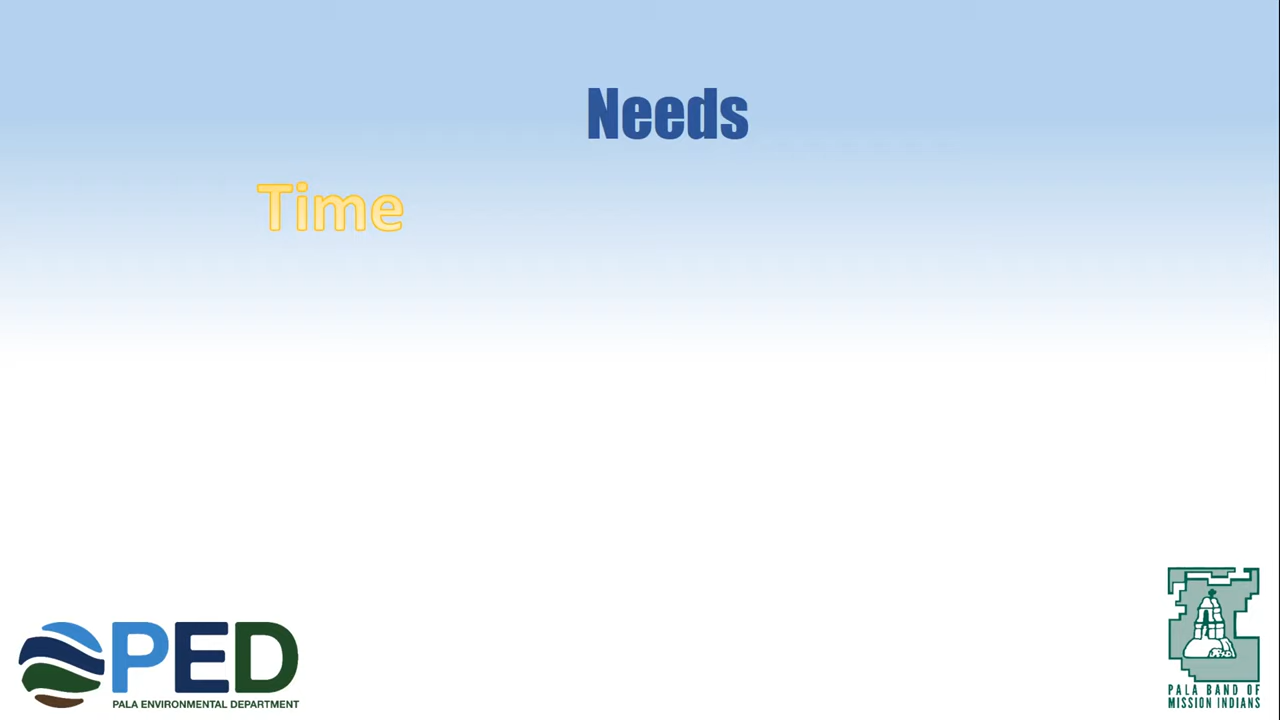 Needs
Time
PED
PALA ENVIRONMENTAL DEPARTMENT
PALA BAND OF
MISSION INDIANS